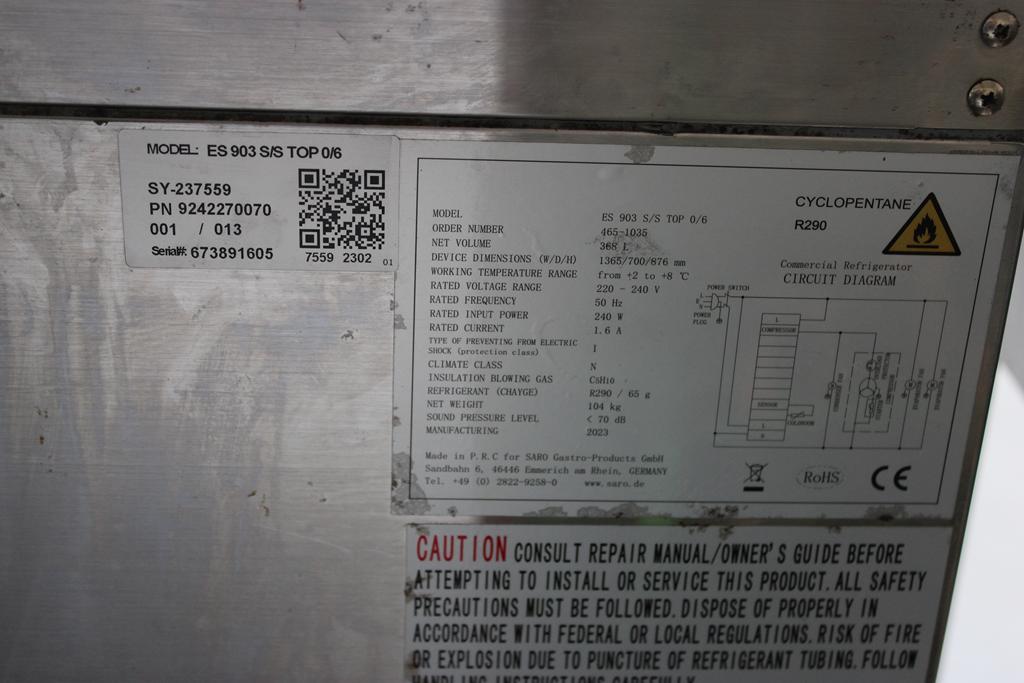 MODEL: ES 903 S/S TOP 0/6
SY-237559
PN 9242270070
001 / 013
Serial#: 673891605
7559 2302 01
MODEL ES 903 S/S TOP 0/6
ORDER NUMBER 465-1035
NET VOLUME 368 L
DEVICE DIMENSIONS (W/D/H) 1365/700/876 mm
WORKING TEMPERATURE RANGE from +2 to +8 ℃
RATED VOLTAGE RANGE 220 - 240 V
RATED FREQUENCY 50 Hz
RATED INPUT POWER 240 W
RATED CURRENT 1.6 A
TYPE OF PREVENTING FROM ELECTRIC
SHOCK (protection class) I
CLIMATE CLASS N
INSULATION BLOWING GAS C5H10
REFRIGERANT (CHAYGE) R290 / 65 g
NET WEIGHT 104 kg
SOUND PRESSURE LEVEL < 70 dB
MANUFACTURING 2023
Made in P.R.C for SARO Gastro-Products GmbH
Sandbahn 6, 46446 Emmerich am Rhein, GERMANY
Tel. +49 (0) 2822-9258-0 www.saro.de
CYCLOPENTANE
R290
Commercial Refrigerator
CIRCUIT DIAGRAM
POWER SWITCH
POWER
PLUG
L
COMPRESSOR
SENSOR
COLDROOM
L
N
RoHS
CE
CAUTION CONSULT REPAIR MANUAL/OWNER'S GUIDE BEFORE
ATTEMPTING TO INSTALL OR SERVICE THIS PRODUCT. ALL SAFETY
PRECAUTIONS MUST BE FOLLOWED. DISPOSE OF PROPERLY IN
ACCORDANCE WITH FEDERAL OR LOCAL REGULATIONS. RISK OF FIRE
OR EXPLOSION DUE TO PUNCTURE OF REFRIGERANT TUBING. FOLLOW
HANDLING INSTRUCTIONS CAREFULLY